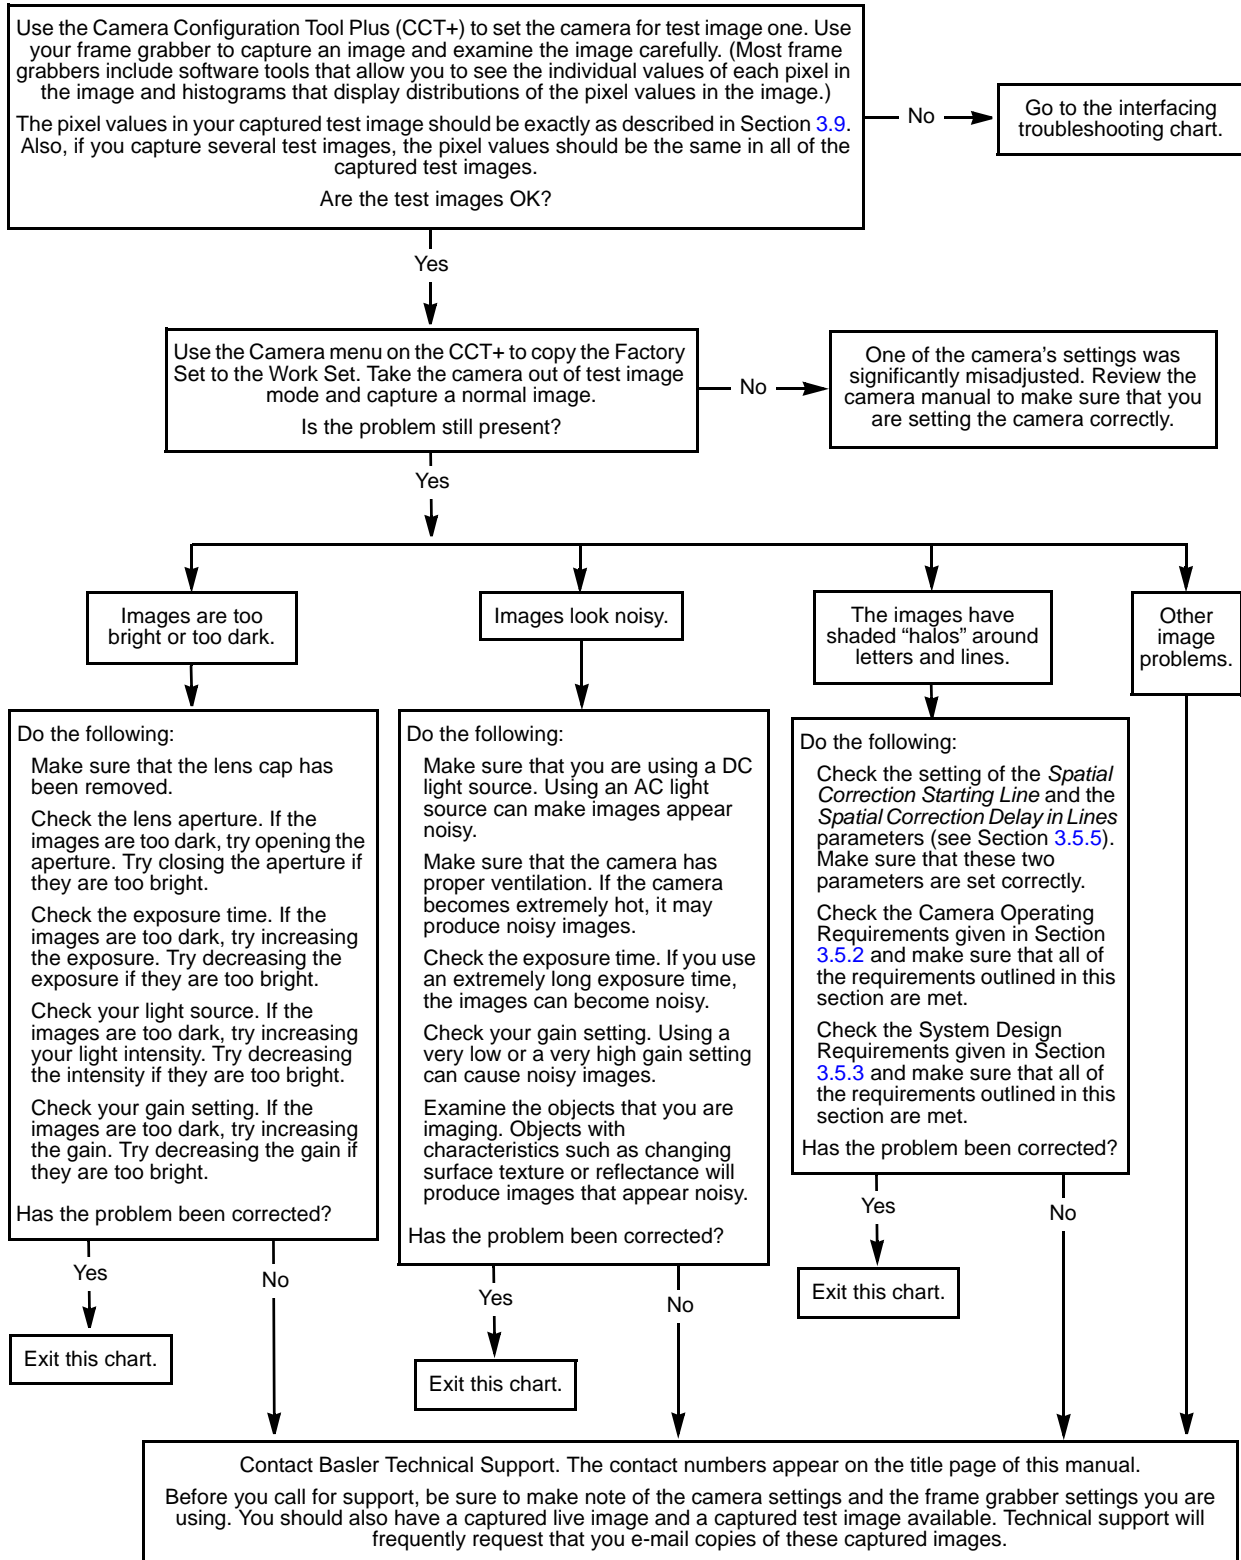 Use the Camera Configuration Tool Plus (CCT+) to set the camera for test image one. Use
your frame grabber to capture an image and examine the image carefully. (Most frame
grabbers include software tools that allow you to see the individual values of each pixel in
the image and histograms that display distributions of the pixel values in the image.)
The pixel values in your captured test image should be exactly as described in Section 3.9.
Also, if you capture several test images, the pixel values should be the same in all of the
captured test images.
Are the test images OK?
No
Go to the interfacing
troubleshooting chart.
Yes
Use the Camera menu on the CCT+ to copy the Factory
Set to the Work Set. Take the camera out of test image
mode and capture a normal image.
Is the problem still present?
No
One of the camera's settings was
significantly misadjusted. Review the
camera manual to make sure that you
are setting the camera correctly.
Yes
Images are too
bright or too dark.
Images look noisy.
The images have
shaded “halos” around
letters and lines.
Other
image
problems.
Do the following:
Make sure that the lens cap has
been removed.
Check the lens aperture. If the
images are too dark, try opening the
aperture. Try closing the aperture if
they are too bright.
Check the exposure time. If the
images are too dark, try increasing
the exposure. Try decreasing the
exposure if they are too bright.
Check your light source. If the
images are too dark, try increasing
your light intensity. Try decreasing
the intensity if they are too bright.
Check your gain setting. If the
images are too dark, try increasing
the gain. Try decreasing the gain if
they are too bright.
Has the problem been corrected?
Yes
No
Exit this chart.
Do the following:
Make sure that you are using a DC
light source. Using an AC light
source can make images appear
noisy.
Make sure that the camera has
proper ventilation. If the camera
becomes extremely hot, it may
produce noisy images.
Check the exposure time. If you use
an extremely long exposure time,
the images can become noisy.
Check your gain setting. Using a
very low or a very high gain setting
can cause noisy images.
Examine the objects that you are
imaging. Objects with
characteristics such as changing
surface texture or reflectance will
produce images that appear noisy.
Has the problem been corrected?
Yes
No
Exit this chart.
Do the following:
Check the setting of the Spatial
Correction Starting Line and the
Spatial Correction Delay in Lines
parameters (see Section 3.5.5).
Make sure that these two
parameters are set correctly.
Check the Camera Operating
Requirements given in Section
3.5.2 and make sure that all of
the requirements outlined in this
section are met.
Check the System Design
Requirements given in Section
3.5.3 and make sure that all of
the requirements outlined in this
section are met.
Has the problem been corrected?
Yes
No
Exit this chart.
Contact Basler Technical Support. The contact numbers appear on the title page of this manual.
Before you call for support, be sure to make note of the camera settings and the frame grabber settings you are
using. You should also have a captured live image and a captured test image available. Technical support will
frequently request that you e-mail copies of these captured images.